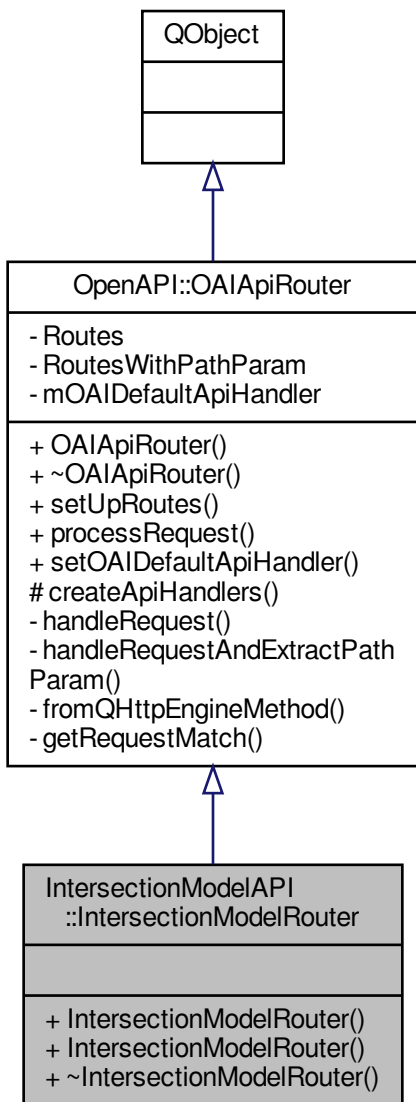 QObject
OpenAPI::OAIApiRouter
- Routes
- RoutesWithPathParam
- mOAIDefaultApiHandler
+ OAIApiRouter()
+ ~OAIApiRouter()
+ setUpRoutes()
+ processRequest()
+ setOAIDefaultApiHandler()
# createApiHandlers()
- handleRequest()
- handleRequestAndExtractPath
Param()
- fromQHttpEngineMethod()
- getRequestMatch()
IntersectionModelAPI
::IntersectionModelRouter
+ IntersectionModelRouter()
+ IntersectionModelRouter()
+ ~IntersectionModelRouter()